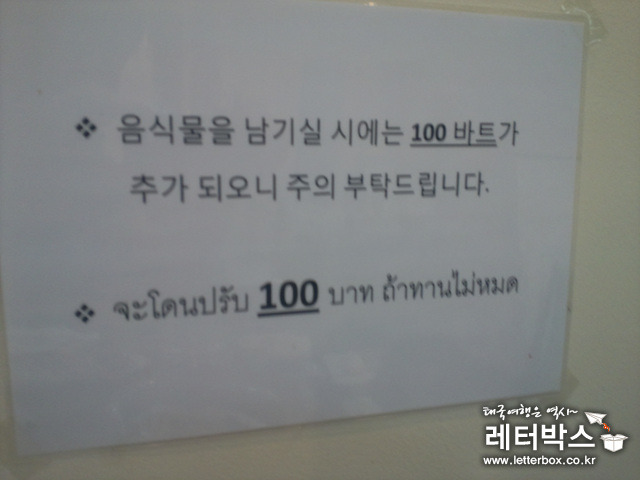 ❖ 음식물을 남기실 시에는 100 바트가
추가 되오니 주의 부탁드립니다.
❖ จะโดนปรับ 100 บาท ถ้าทานไม่หมด
태국여행은 역사~
레터박스
www.letterbox.co.kr